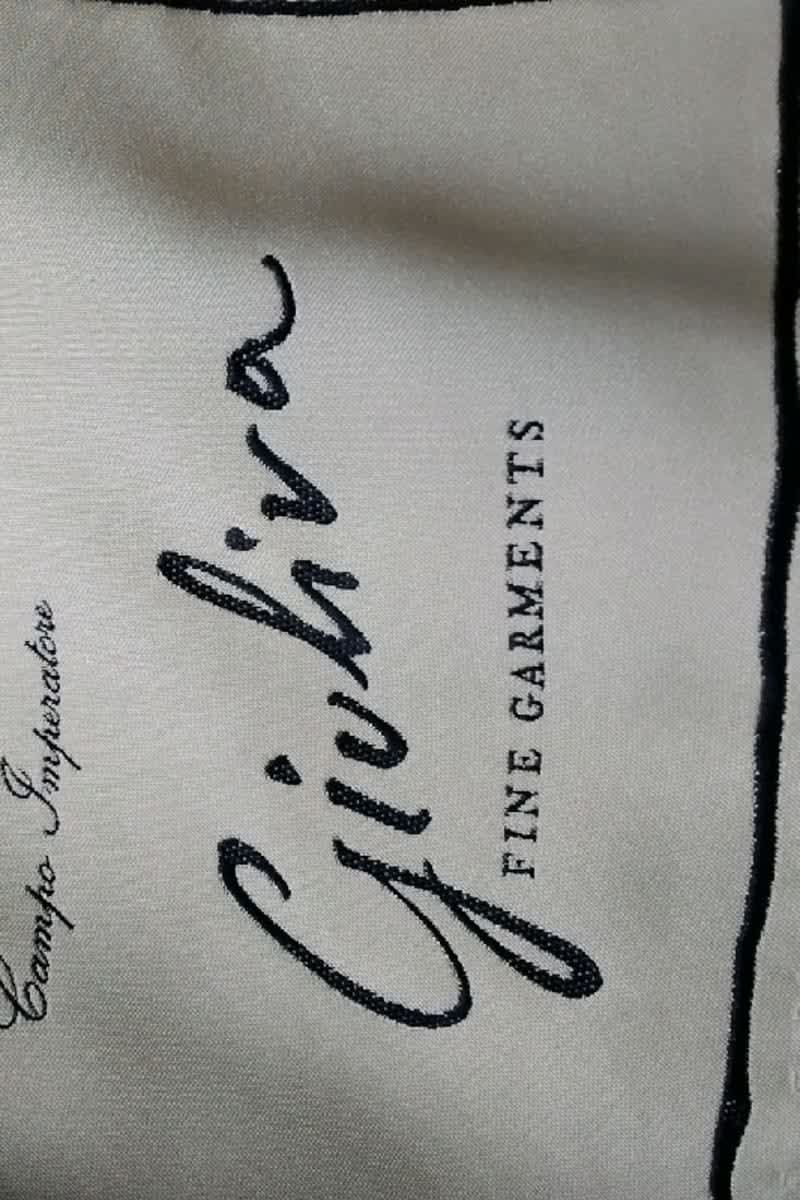 Campo Imperatore
Giuliva
FINE GARMENTS